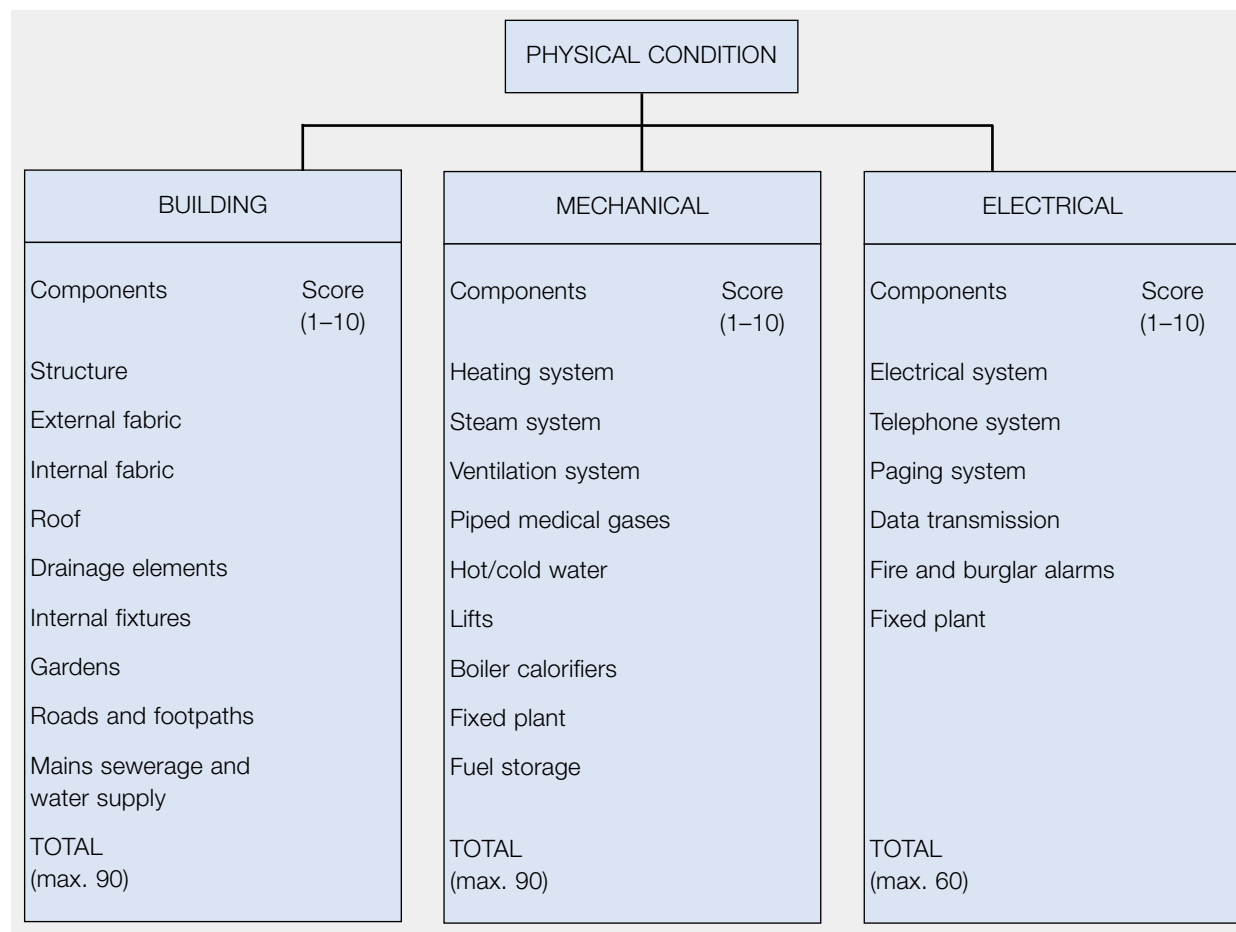 PHYSICAL CONDITION
BUILDING
Components Score
(1–10)
Structure
External fabric
Internal fabric
Roof
Drainage elements
Internal fixtures
Gardens
Roads and footpaths
Mains sewerage and
water supply
TOTAL
(max. 90)
MECHANICAL
Components Score
(1–10)
Heating system
Steam system
Ventilation system
Piped medical gases
Hot/cold water
Lifts
Boiler calorifiers
Fixed plant
Fuel storage
TOTAL
(max. 90)
ELECTRICAL
Components Score
(1–10)
Electrical system
Telephone system
Paging system
Data transmission
Fire and burglar alarms
Fixed plant
TOTAL
(max. 60)